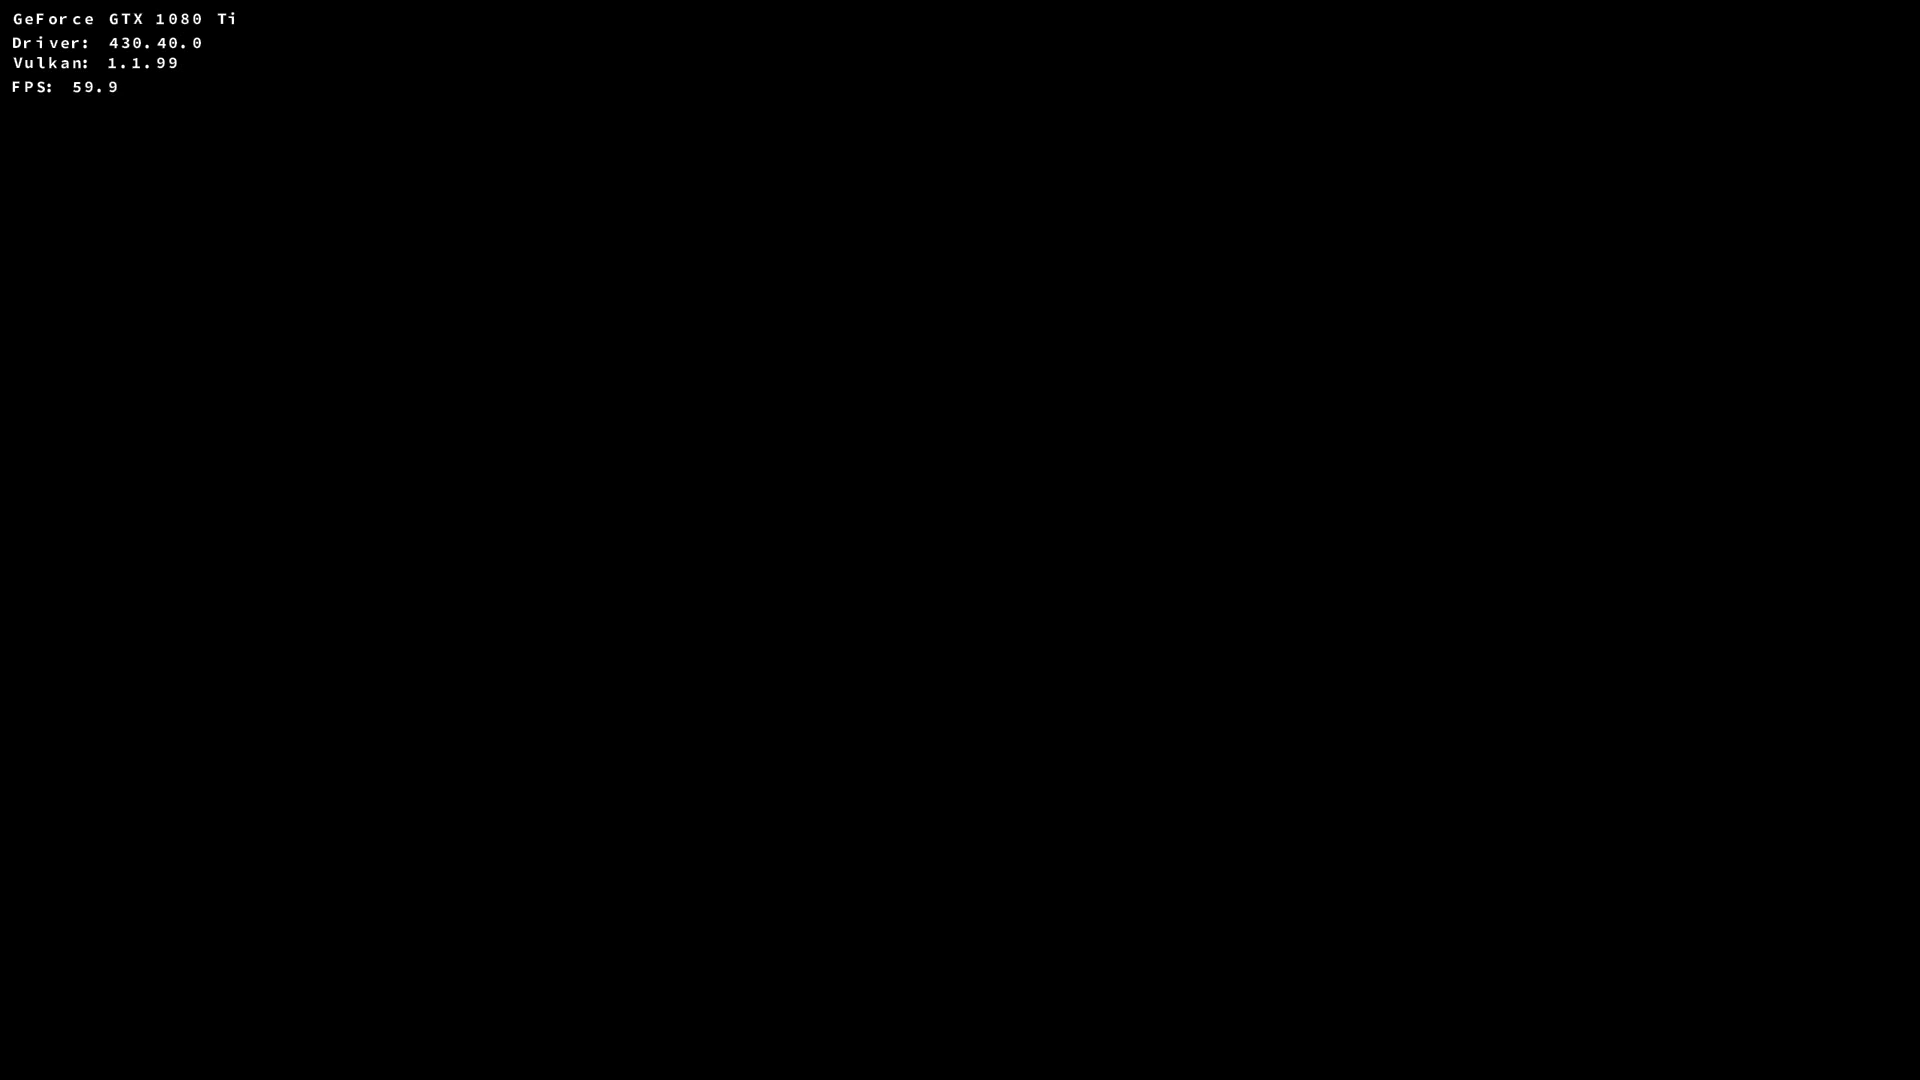 GeForce GTX 1080 Ti
Driver: 430.40.0
Vulkan: 1.1.99
FPS: 59.9